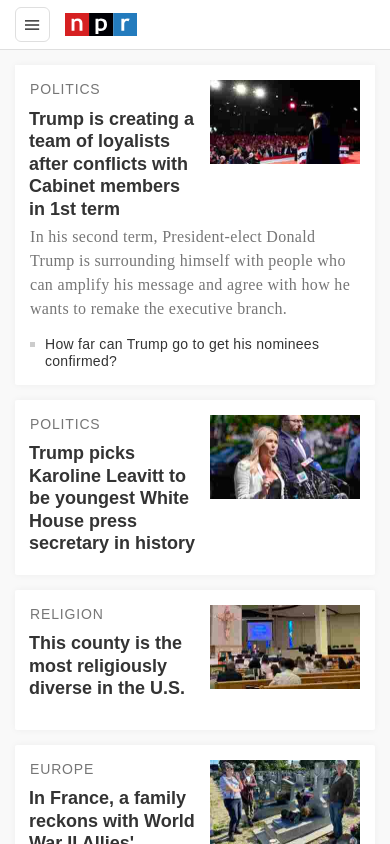 npr
POLITICS
Trump is creating a
team of loyalists
after conflicts with
Cabinet members
in 1st term
In his second term, President-elect Donald
Trump is surrounding himself with people who
can amplify his message and agree with how he
wants to remake the executive branch.
How far can Trump go to get his nominees
confirmed?
POLITICS
Trump picks
Karoline Leavitt to
be youngest White
House press
secretary in history
RELIGION
This county is the
most religiously
diverse in the U.S.
EUROPE
In France, a family
reckons with World
War II Allies'